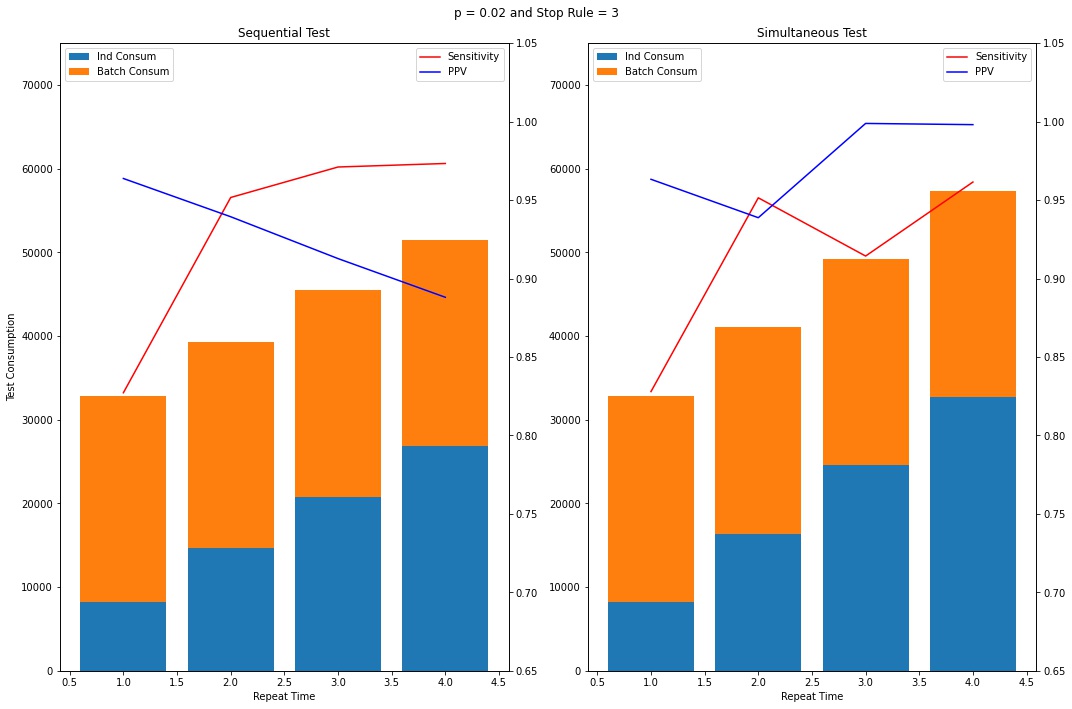 p = 0.02 and Stop Rule = 3
Sequential Test
Ind Consum
Batch Consum
Sensitivity
PPV
70000
60000
50000
40000
30000
20000
10000
0
Test Consumption
1.05
1.00
0.95
0.90
0.85
0.80
0.75
0.70
0.65
0.5 1.0 1.5 2.0 2.5 3.0 3.5 4.0 4.5
Repeat Time
Simultaneous Test
Ind Consum
Batch Consum
Sensitivity
PPV
70000
60000
50000
40000
30000
20000
10000
0
1.05
1.00
0.95
0.90
0.85
0.80
0.75
0.70
0.65
0.5 1.0 1.5 2.0 2.5 3.0 3.5 4.0 4.5
Repeat Time